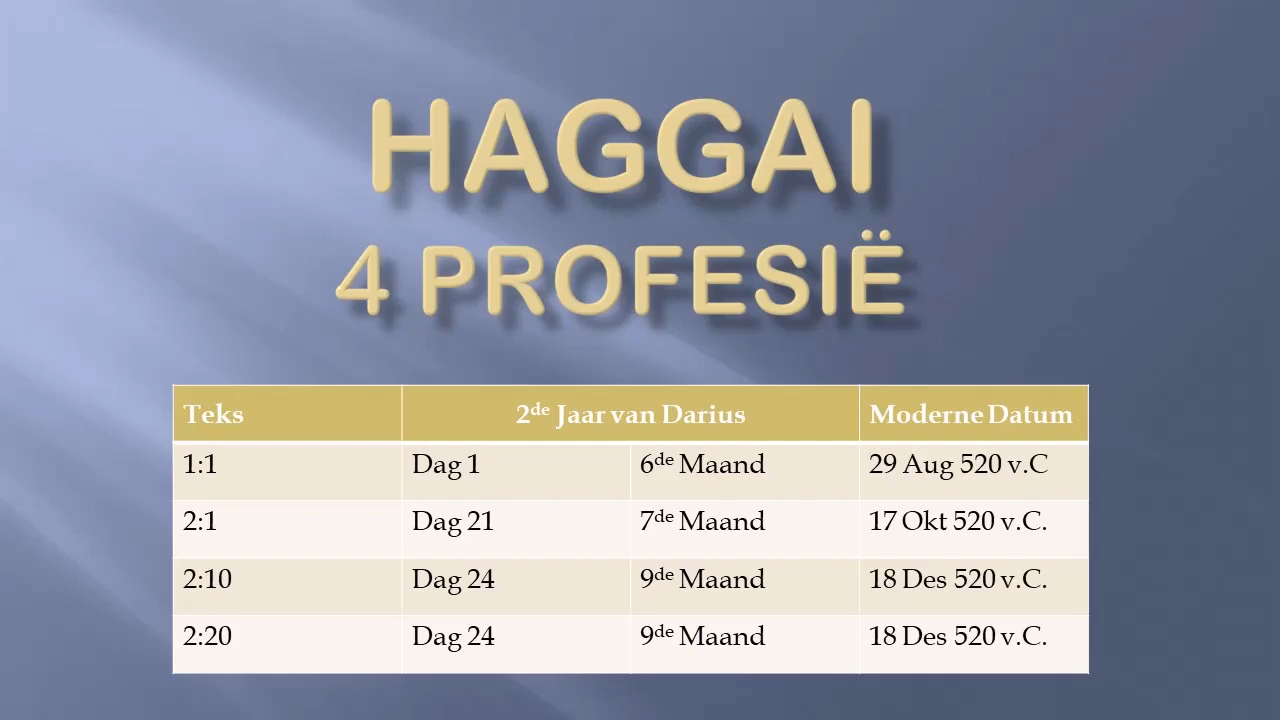 HAGGAI
4 PROFESIË
Teks 2de Jaar van Darius Moderne Datum
1:1 Dag 1 6de Maand 29 Aug 520 v.C
2:1 Dag 21 7de Maand 17 Okt 520 v.C.
2:10 Dag 24 9de Maand 18 Des 520 v.C.
2:20 Dag 24 9de Maand 18 Des 520 v.C.